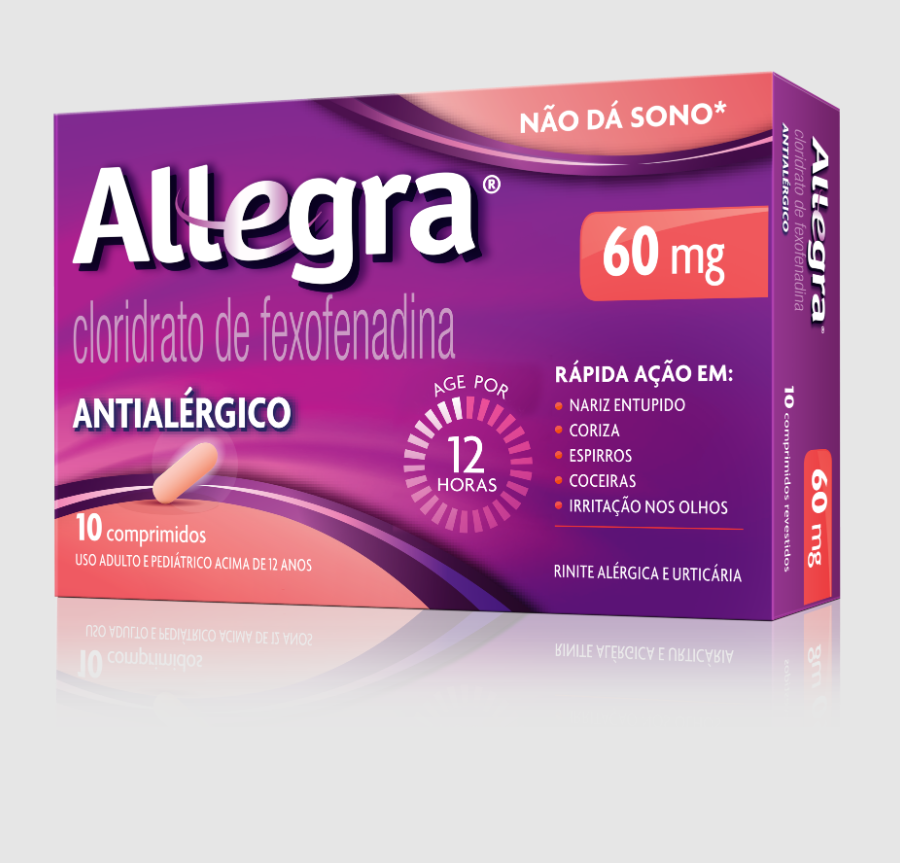 NÃO DÁ SONO*
Allegra®
60 mg
cloridrato de fexofenadina
ANTIALÉRGICO
AGE POR
12
HORAS
RÁPIDA AÇÃO EM:
• NARIZ ENTUPIDO
• CORIZA
• ESPIRROS
• COCEIRAS
• IRRITAÇÃO NOS OLHOS
RINITE ALÉRGICA E URTICÁRIA
10 comprimidos
USO ADULTO E PEDIÁTRICO ACIMA DE 12 ANOS
Allegra®
cloridrato de fexofenadina
ANTIALÉRGICO
10 comprimidos revestidos
60 mg